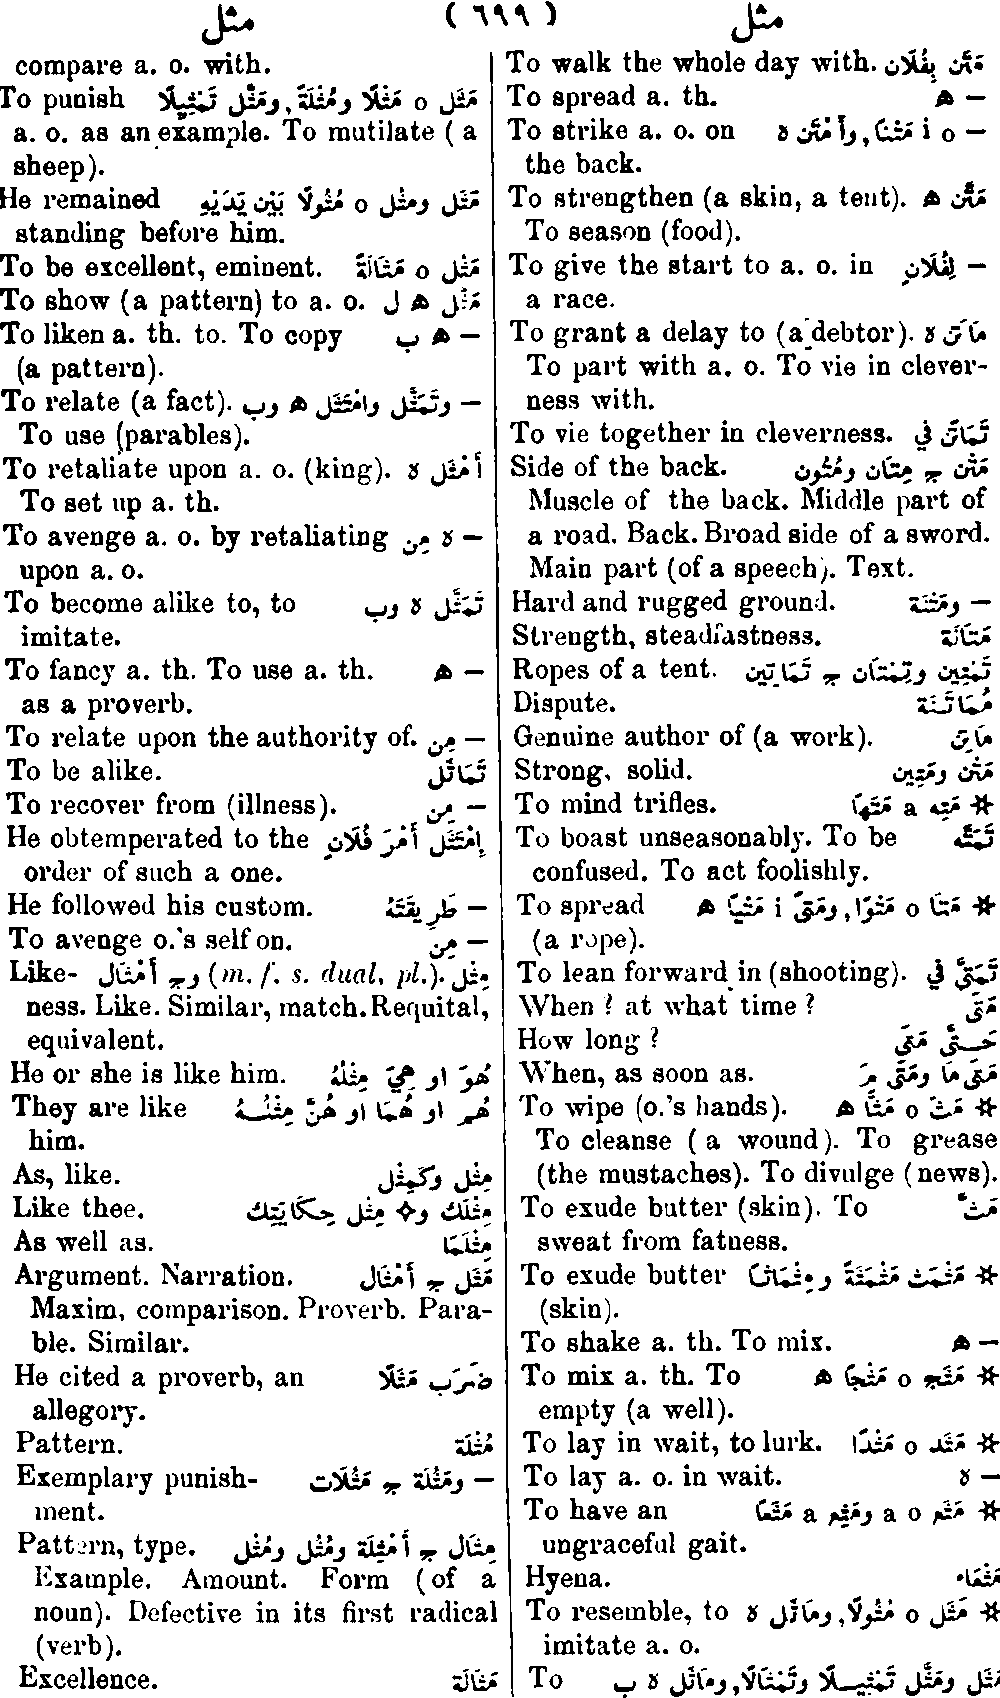 مثل ( ٦٩٩ ) مثل
To walk the whole day with. مَتَن بِفُلَان
To spread a. th. ھ —
To strike a. o. on مَتْنًا, وأَمْتَن ه i o —
the back.
To strengthen (a skin, a tent). مَتَّن ھ
To season (food).
To give the start to a. o. in لِفُلَانٍ —
a race.
To grant a delay to (a debtor). مَاتَن ه
To part with a. o. To vie in clever-
ness with.
To vie together in cleverness. تَمَاتَن في
Side of the back. مَتْن ج مِتَان ومُتُون
Muscle of the back. Middle part of
a road. Back. Broad side of a sword.
Main part (of a speech). Text.
Hard and rugged ground. ومَتْنَة —
Strength, steadfastness. مَتَانَة
Ropes of a tent. تَمْتِين وتِمْتَان ج تَمَاتِين
Dispute. مُمَاتَنَة
Genuine author of (a work). مَاتِن
Strong, solid. مَتْن ومَتِين
To mind trifles. ✲ مَتِه a مَتَهًا
To boast unseasonably. To be تَمَتَّه
confused. To act foolishly.
To spread ✲ مَتَا o مَتْوًا, ومَتَى i مَتْيًا ھ
(a rope).
To lean forward in (shooting). تَمَتَّى في
When ? at what time ? مَتَى
How long ? حَتَّى مَتَى
When, as soon as. مَتَى مَا ومَتَى مَ
To wipe (o.'s hands). ✲ مَثّ o مَثًّا ھ
To cleanse ( a wound). To grease
(the mustaches). To divulge (news).
To exude butter (skin). To مَثّ
sweat from fatness.
To exude butter ✲ مَثْمَث مَثْمَثَةً ومِثْمَاثًا
(skin).
To shake a. th. To mix. ھ —
To mix a. th. To ✲ مَثَج o مَثْجًا ھ
empty (a well).
To lay in wait, to lurk. ✲ مَثَد o مَثْدًا
To lay a. o. in wait. ه —
To have an ✲ مَثَع o a ومَثِع a مَثَعًا
ungraceful gait.
Hyena. مَثْعَاء
To resemble, to ✲ مَثَل o مُثُولًا, ومَاثَل ه
imitate a. o.
To مَثَل ومَثَّل تَمْثِيلًا وتَمْثَالًا, ومَاثَل ه ب
compare a. o. with.
To punish مَثَل o مَثْلًا ومُثْلَةً, ومَثَّل تَمْثِيلًا
a. o. as an example. To mutilate ( a
sheep).
He remained مَثَل ومثُل o مُثُولًا بَيْن يَدَيْهِ
standing before him.
To be excellent, eminent. مَثُل o مَثَالَةً
To show (a pattern) to a. o. مَثَّل ھ ل
To liken a. th. to. To copy ھ ب —
(a pattern).
To relate (a fact). وتَمَثَّل وامْتَثَل ھ وب —
To use (parables).
To retaliate upon a. o. (king). أَمْثَل ه
To set up a. th.
To avenge a. o. by retaliating ه مِن —
upon a. o.
To become alike to, to تَمَثَّل ه وب
imitate.
To fancy a. th. To use a. th. ھ —
as a proverb.
To relate upon the authority of. مِن —
To be alike. تَمَاثَل
To recover from (illness). مِن —
He obtemperated to the إِمْتَثَل أَمْرَ فُلَانٍ
order of such a one.
He followed his custom. طَرِيقَتَهُ —
To avenge o.'s self on. مِن —
Like- مِثْل (m. f. s. dual, pl.). وج أَمْثَال
ness. Like. Similar, match. Requital,
equivalent.
He or she is like him. هُوَ او هِيَ مِثْلُهُ
They are like هُم او هُمَا او هُنَّ مِثْلُهُ
him.
As, like. مِثْل وكَمِثْل
Like thee. مِثْلَكَ و✧ مِثْل حِكَايَتِك
As well as. مِثْلَمَا
Argument. Narration. مَثَل ج أَمْثَال
Maxim, comparison. Proverb. Para-
ble. Similar.
He cited a proverb, an ضَرَب مَثَلًا
allegory.
Pattern. مُثْلَة
Exemplary punish- ومَثُلَة ج مَثُلَات —
ment.
Pattern, type. مِثَال ج أَمْثِلَة ومُثُل ومُثْل
Example. Amount. Form (of a
noun). Defective in its first radical
(verb).
Excellence. مَثَالَة